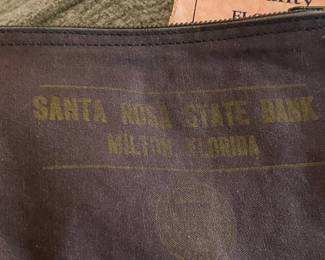 SANTA ROSA STATE BANK
MILTON, FLORIDA